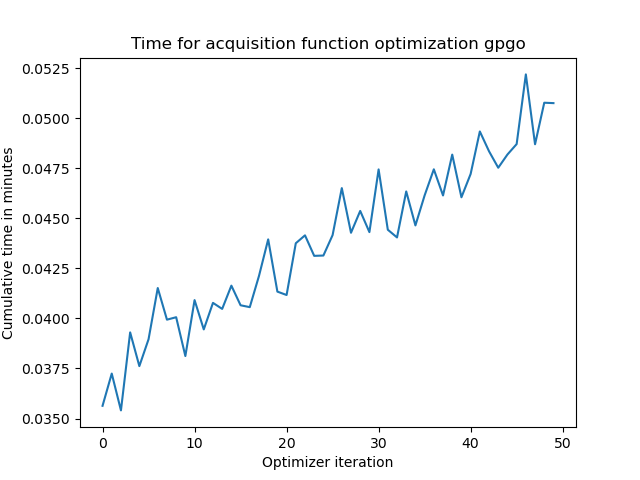 Time for acquisition function optimization gpgo
0.0525
0.0500
0.0475
0.0450
0.0425
0.0400
0.0375
0.0350
Cumulative time in minutes
0 10 20 30 40 50
Optimizer iteration